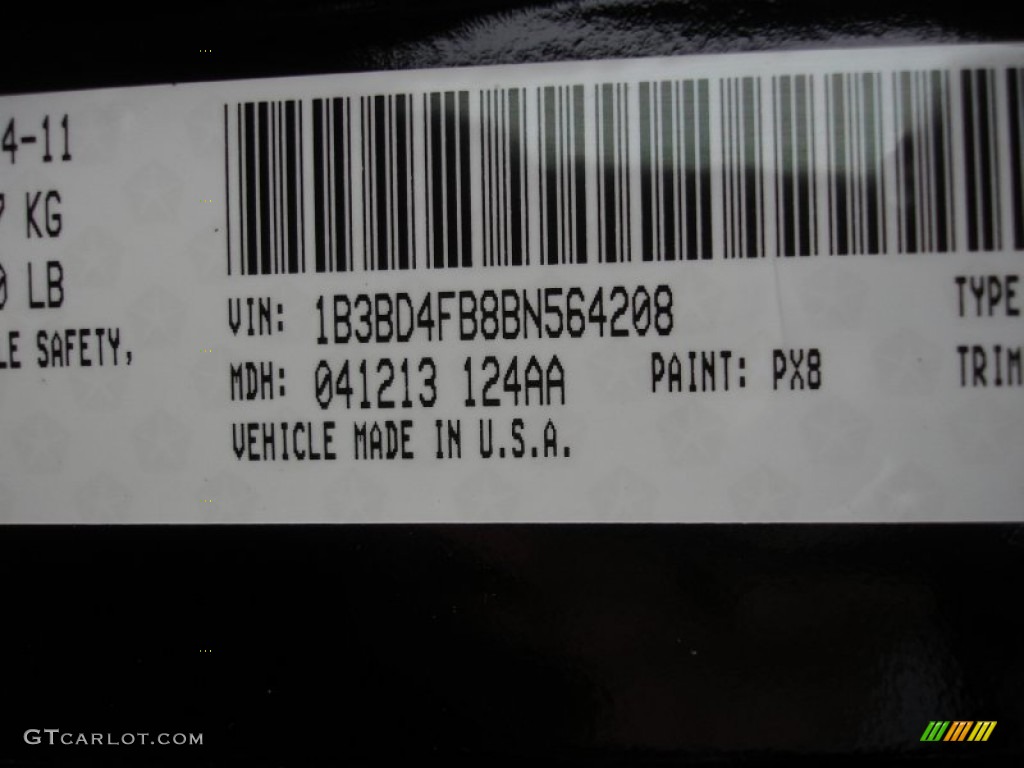 4-11
KG
LB
LE SAFETY,
VIN: 1B3BD4FB8BN564208 TYPE
MDH: 041213 124AA PAINT: PX8 TRIM
VEHICLE MADE IN U.S.A.
GTCARLOT.COM